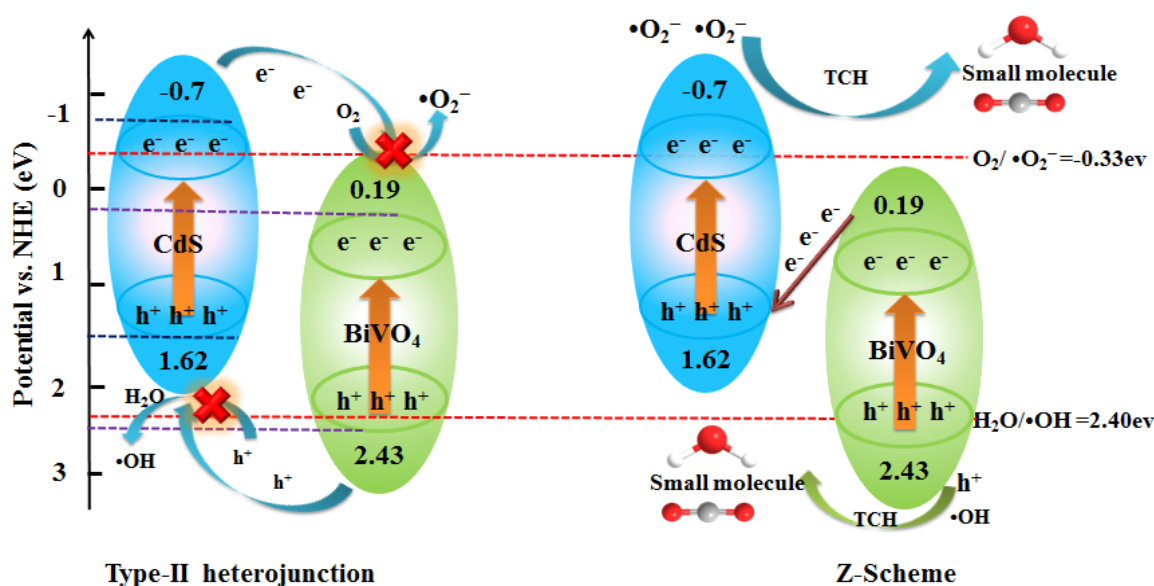 Potential vs. NHE (eV)
-1
0
1
2
3
-0.7
e⁻ e⁻ e⁻
CdS
h⁺ h⁺ h⁺
1.62
e⁻
e⁻
O₂
•O₂⁻
0.19
e⁻ e⁻ e⁻
BiVO₄
h⁺ h⁺ h⁺
2.43
H₂O
•OH
h⁺
h⁺
Type-II heterojunction
•O₂⁻ •O₂⁻
TCH
Small molecule
-0.7
e⁻ e⁻ e⁻
CdS
h⁺ h⁺ h⁺
1.62
e⁻
e⁻
e⁻
O₂/ •O₂⁻=-0.33ev
0.19
e⁻ e⁻ e⁻
BiVO₄
h⁺ h⁺ h⁺
2.43
H₂O/•OH =2.40ev
Small molecule
TCH
h⁺
•OH
Z-Scheme